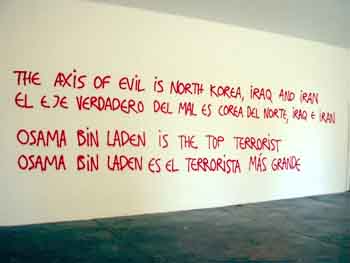 THE AXIS OF EVIL IS NORTH KOREA, IRAQ AND IRAN
EL EJE VERDADERO DEL MAL ES COREA DEL NORTE, IRAQ E IRAN
OSAMA BIN LADEN IS THE TOP TERRORIST
OSAMA BIN LADEN ES EL TERRORISTA MÁS GRANDE